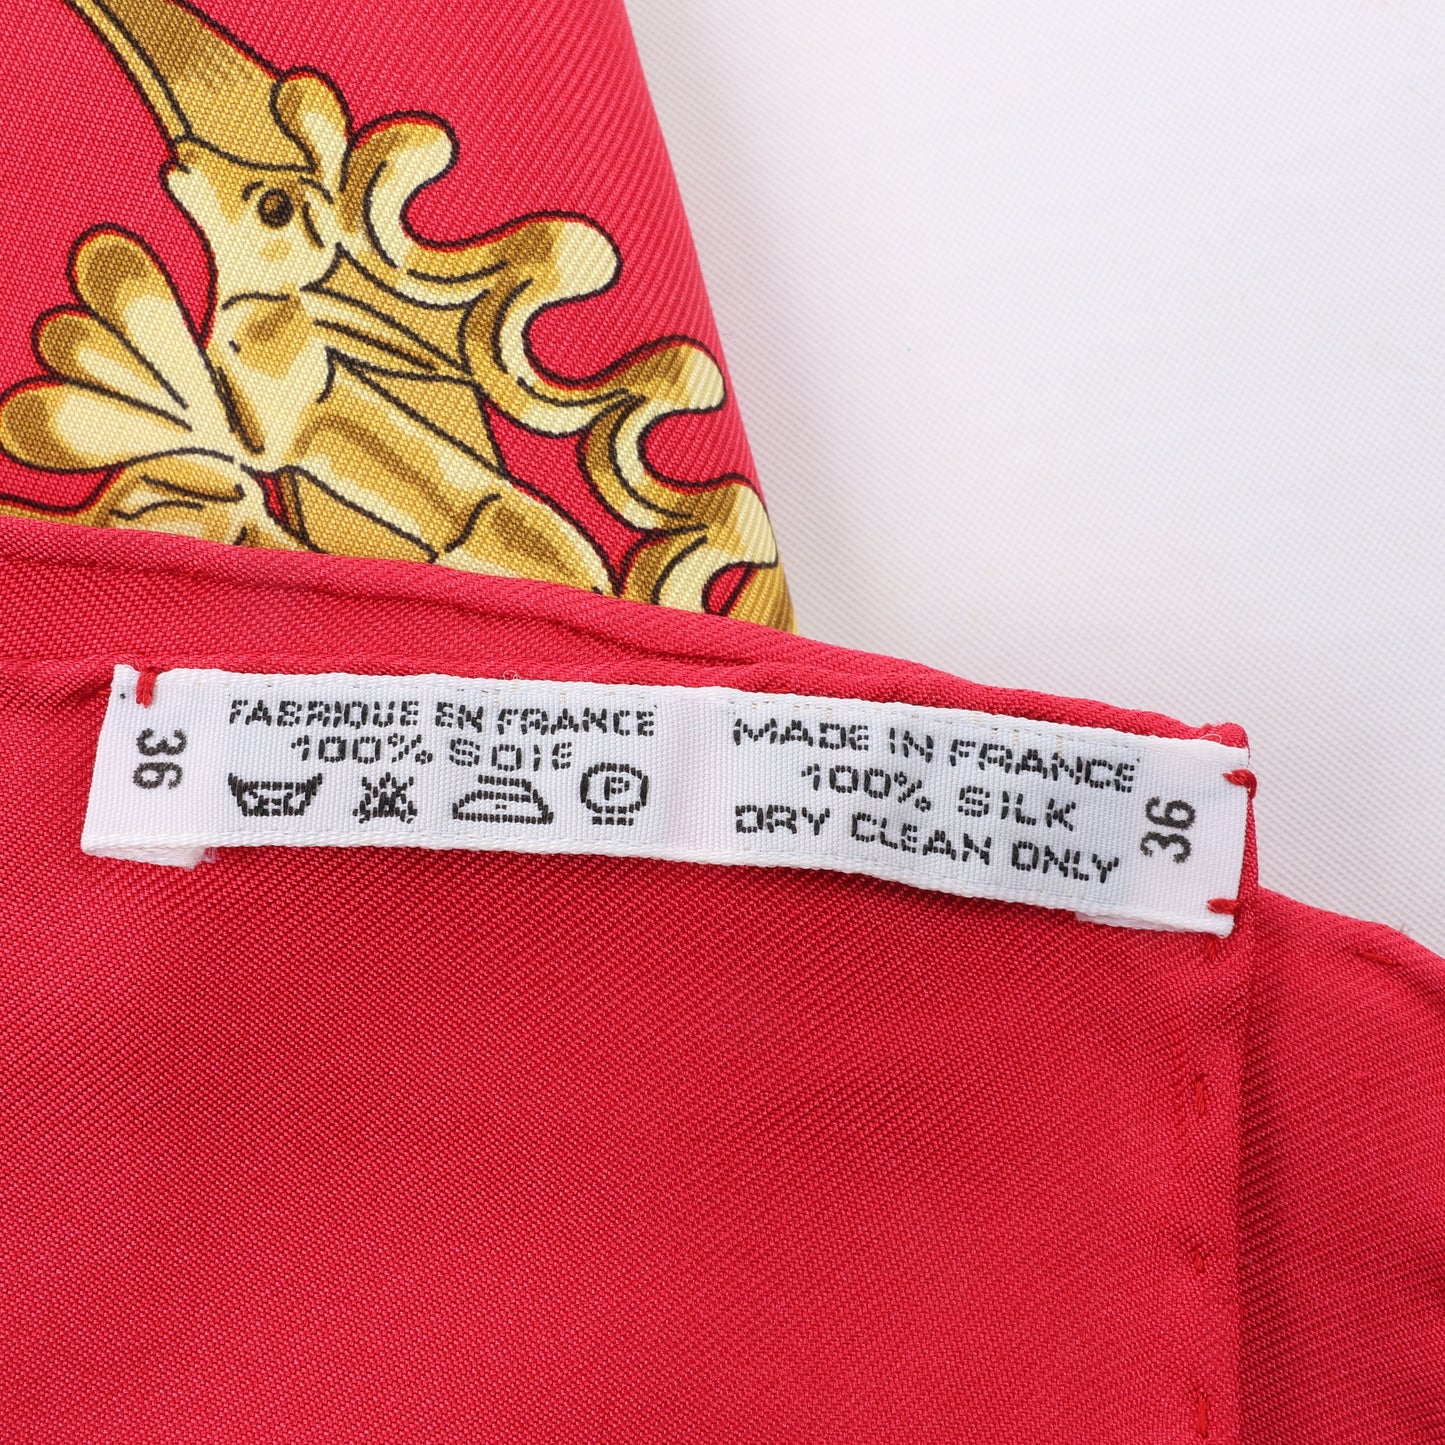 36
FABRIQUE EN FRANCE
100% SOIE
P
MADE IN FRANCE
100% SILK
DRY CLEAN ONLY
36